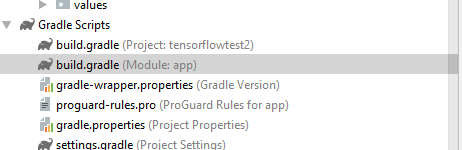 values
Gradle Scripts
build.gradle (Project: tensorflowtest2)
build.gradle (Module: app)
gradle-wrapper.properties (Gradle Version)
proguard-rules.pro (ProGuard Rules for app)
gradle.properties (Project Properties)
settings.gradle (Project Settings)